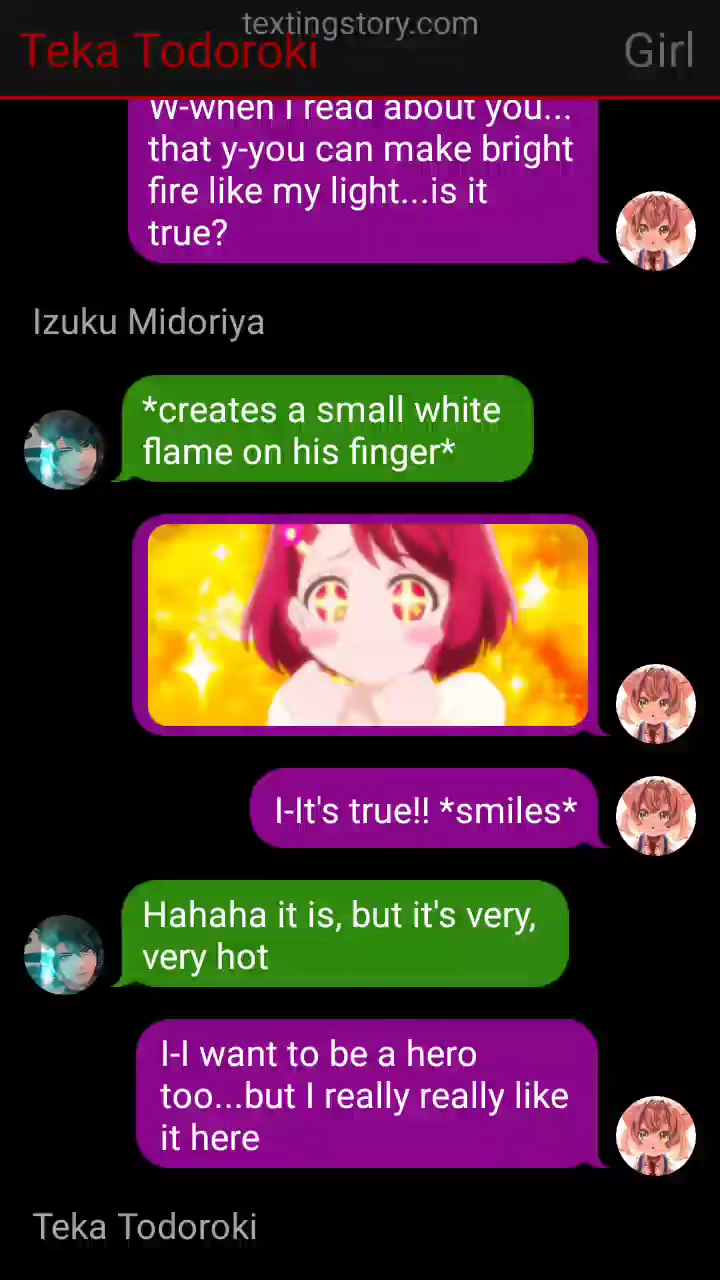 textingstory.com
Teka Todoroki
Girl
W-when I read about you...
that y-you can make bright
fire like my light...is it
true?
Izuku Midoriya
*creates a small white
flame on his finger*
I-It's true!! *smiles*
Hahaha it is, but it's very,
very hot
I-I want to be a hero
too...but I really really like
it here
Teka Todoroki